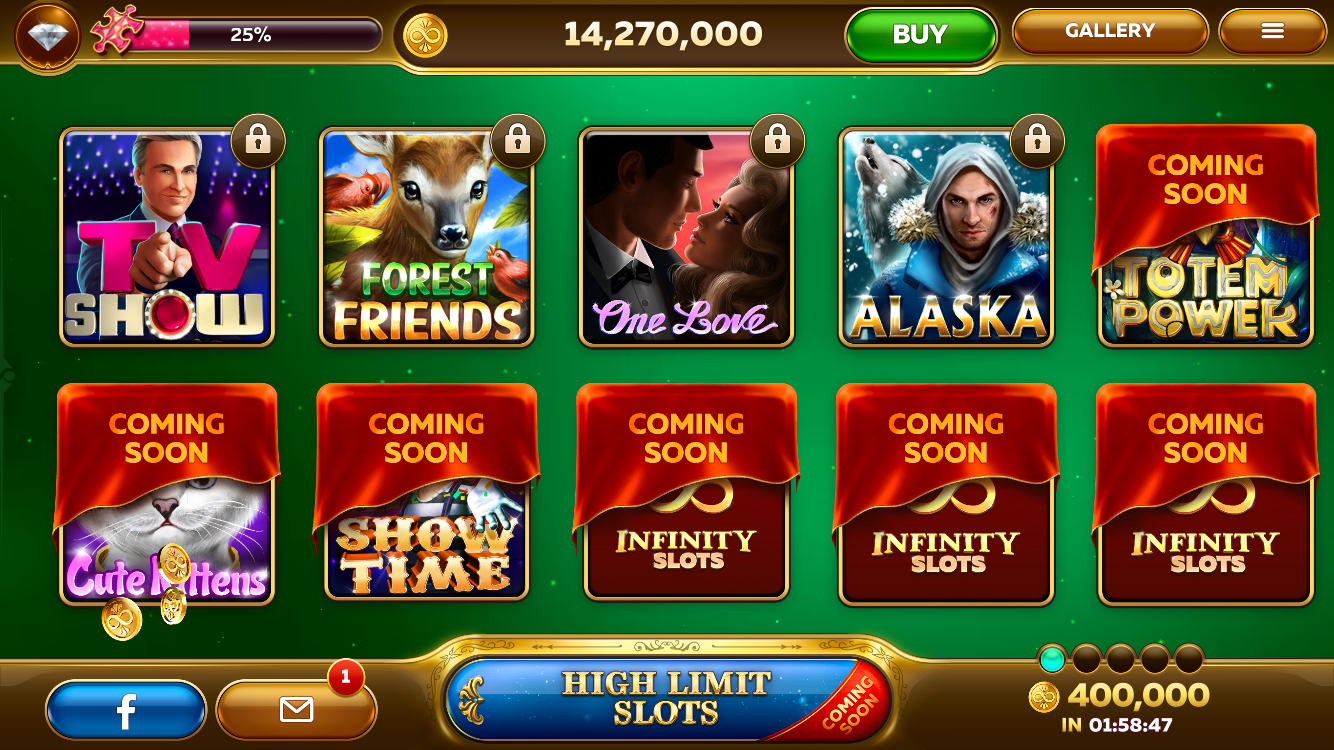 25%
14,270,000
BUY
GALLERY
TV
SHOW
FOREST
FRIENDS
One Love
ALASKA
COMING
SOON
TOTEM
POWER
COMING
SOON
Cute Kittens
COMING
SOON
SHOW
TIME
COMING
SOON
INFINITY
SLOTS
COMING
SOON
INFINITY
SLOTS
COMING
SOON
INFINITY
SLOTS
f
1
HIGH LIMIT
SLOTS
COMING
SOON
400,000
IN 01:58:47